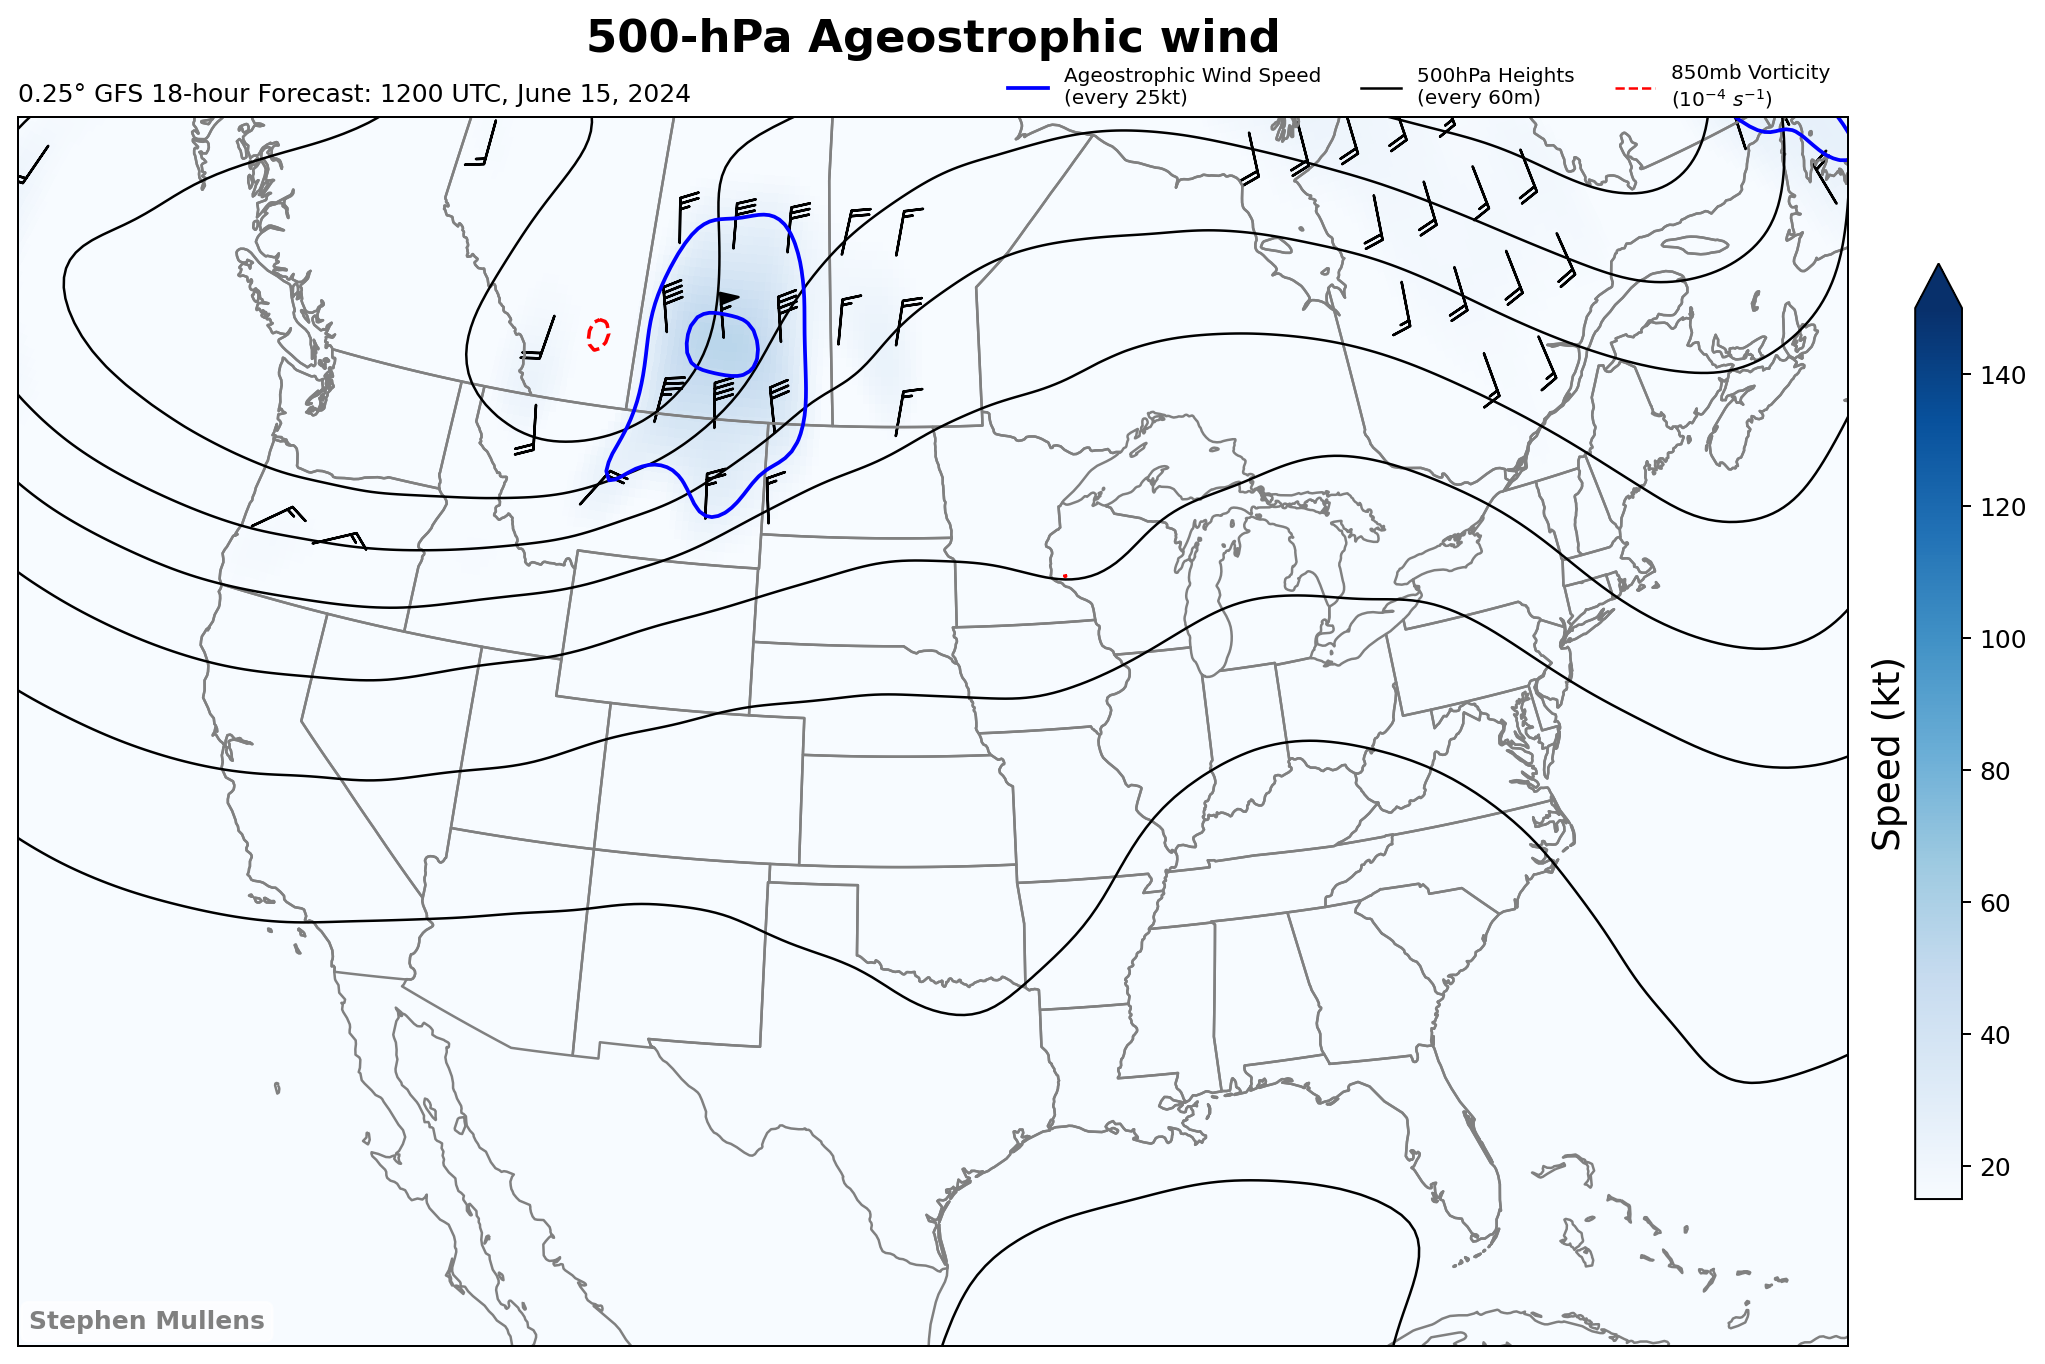 500-hPa Ageostrophic wind
0.25° GFS 18-hour Forecast: 1200 UTC, June 15, 2024
Ageostrophic Wind Speed
(every 25kt)
500hPa Heights
(every 60m)
850mb Vorticity
(10⁻⁴ s⁻¹)
140
120
100
80
60
40
20
Speed (kt)
Stephen Mullens